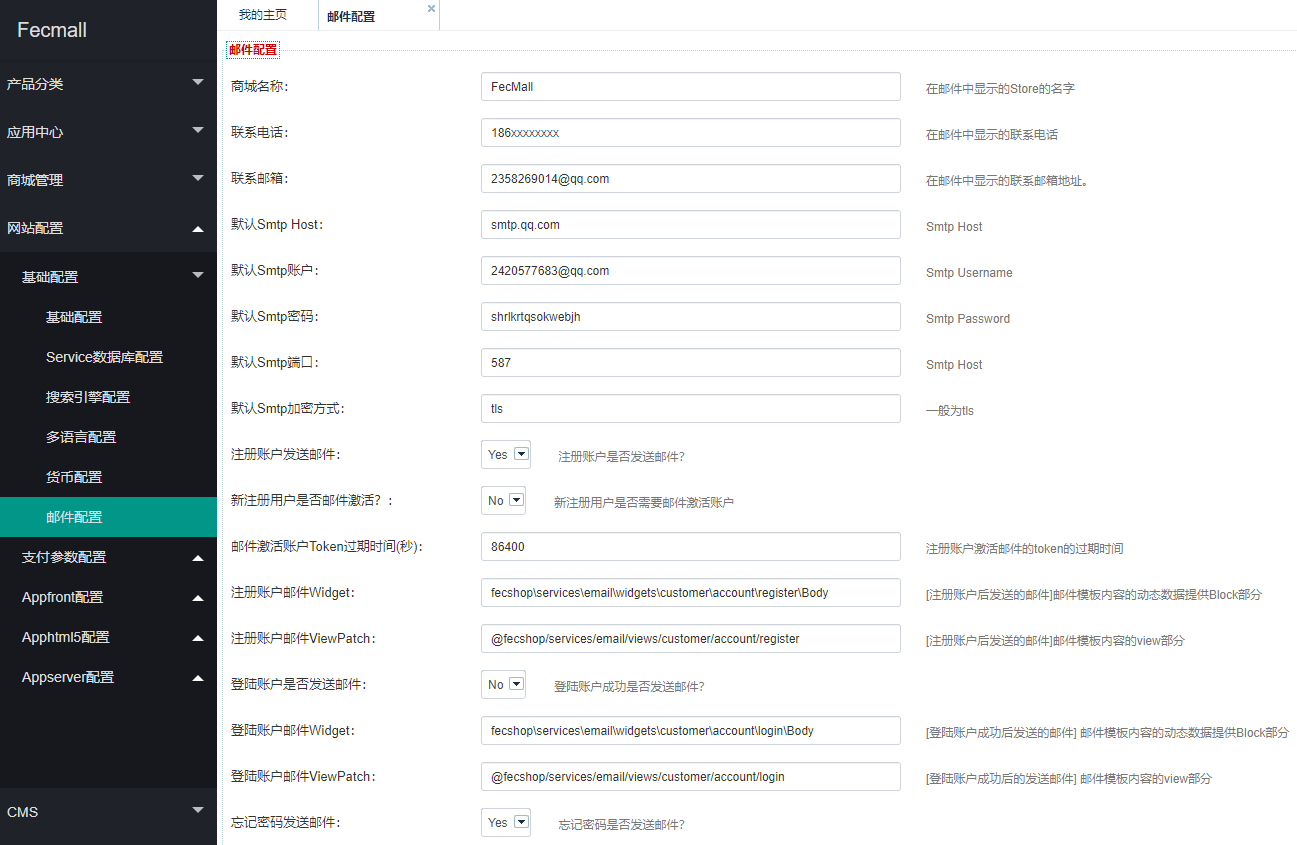 Fecmall
产品分类
应用中心
商城管理
网站配置
基础配置
基础配置
Service数据库配置
搜索引擎配置
多语言配置
货币配置
邮件配置
支付参数配置
Appfront配置
Apphtml5配置
Appserver配置
CMS
我的主页 邮件配置
邮件配置
商城名称: FecMall 在邮件中显示的Store的名字
联系电话: 186xxxxxxxx 在邮件中显示的联系电话
联系邮箱: 2358269014@qq.com 在邮件中显示的联系邮箱地址。
默认Smtp Host: smtp.qq.com Smtp Host
默认Smtp账户: 2420577683@qq.com Smtp Username
默认Smtp密码: shrlkrtqsokwebjh Smtp Password
默认Smtp端口: 587 Smtp Host
默认Smtp加密方式: tls 一般为tls
注册账户发送邮件: Yes 注册账户是否发送邮件?
新注册用户是否邮件激活?: No 新注册用户是否需要邮件激活账户
邮件激活账户Token过期时间(秒): 86400 注册账户激活邮件的token的过期时间
注册账户邮件Widget: fecshop\services\email\widgets\customer\account\register\Body [注册账户后发送的邮件]邮件模板内容的动态数据提供Block部分
注册账户邮件ViewPatch: @fecshop/services/email/views/customer/account/register [注册账户后发送的邮件]邮件模板内容的view部分
登陆账户是否发送邮件: No 登陆账户成功是否发送邮件?
登陆账户邮件Widget: fecshop\services\email\widgets\customer\account\login\Body [登陆账户成功后发送的邮件] 邮件模板内容的动态数据提供Block部分
登陆账户邮件ViewPatch: @fecshop/services/email/views/customer/account/login [登陆账户成功后的发送邮件] 邮件模板内容的view部分
忘记密码发送邮件: Yes 忘记密码是否发送邮件?